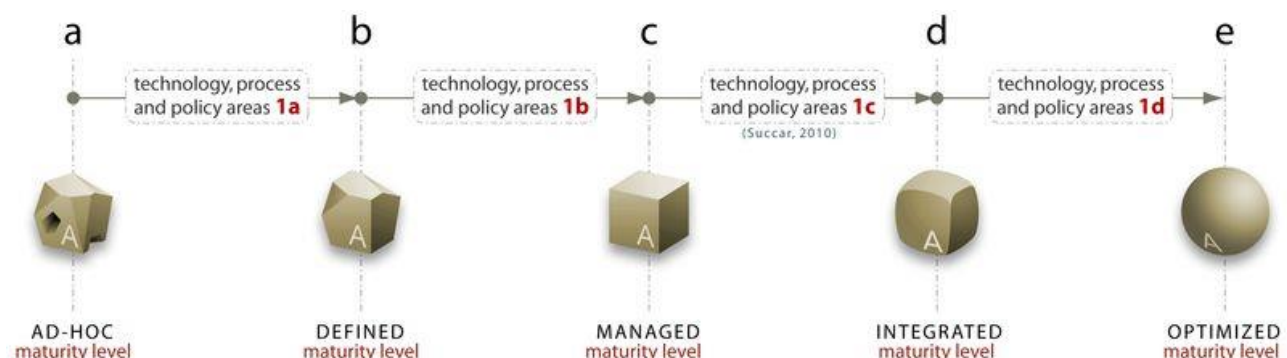 a
b
c
d
e
technology, process
and policy areas 1a
technology, process
and policy areas 1b
technology, process
and policy areas 1c
(Succar, 2010)
technology, process
and policy areas 1d
A
A
A
A
A
AD-HOC
maturity level
DEFINED
maturity level
MANAGED
maturity level
INTEGRATED
maturity level
OPTIMIZED
maturity level